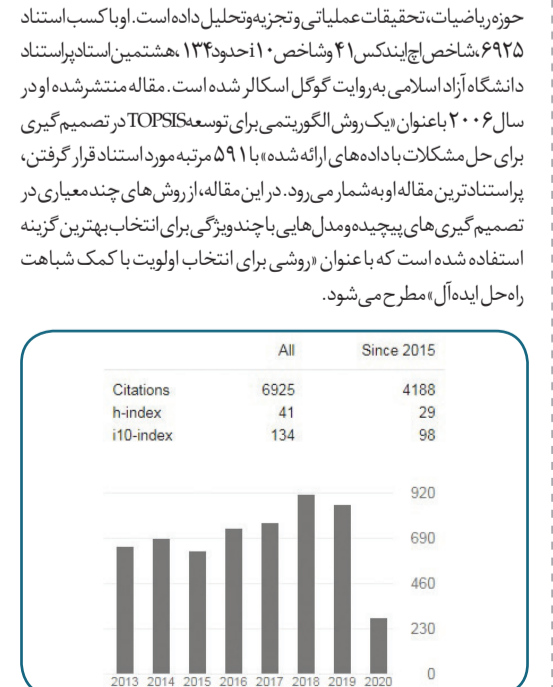 حوزه ریاضیات، تحقیقات عملیاتی و تجزیه و تحلیل داده است. او با کسب استناد
۶۹۲۵، شاخص اچ ایندکس ۴۱ و شاخص i۱۰ حدود ۱۳۴، هشتمین استاد پراستناد
دانشگاه آزاد اسلامی به روایت گوگل اسکالر شده است. مقاله منتشر شده او در
سال ۲۰۰۶ با عنوان «یک روش الگوریتمی برای توسعه TOPSIS در تصمیم گیری
برای حل مشکلات با داده‌های ارائه شده» با ۵۹۱ مرتبه مورد استناد قرار گرفتن،
پراستنادترین مقاله او به شمار می‌رود. در این مقاله، از روش های چند معیاری در
تصمیم گیری های پیچیده و مدل هایی با چند ویژگی برای انتخاب بهترین گزینه
استفاده شده است که با عنوان «روشی برای انتخاب اولویت با کمک شباهت
راه حل ایده‌آل» مطرح می‌شود.
All Since 2015
Citations 6925 4188
h-index 41 29
i10-index 134 98
920
690
460
230
0
2013 2014 2015 2016 2017 2018 2019 2020